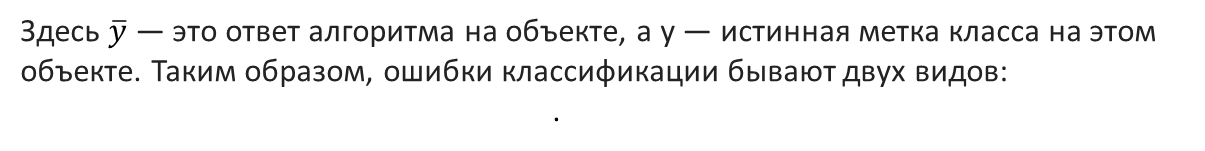 Здесь ȳ — это ответ алгоритма на объекте, а y — истинная метка класса на этом
объекте. Таким образом, ошибки классификации бывают двух видов:
.